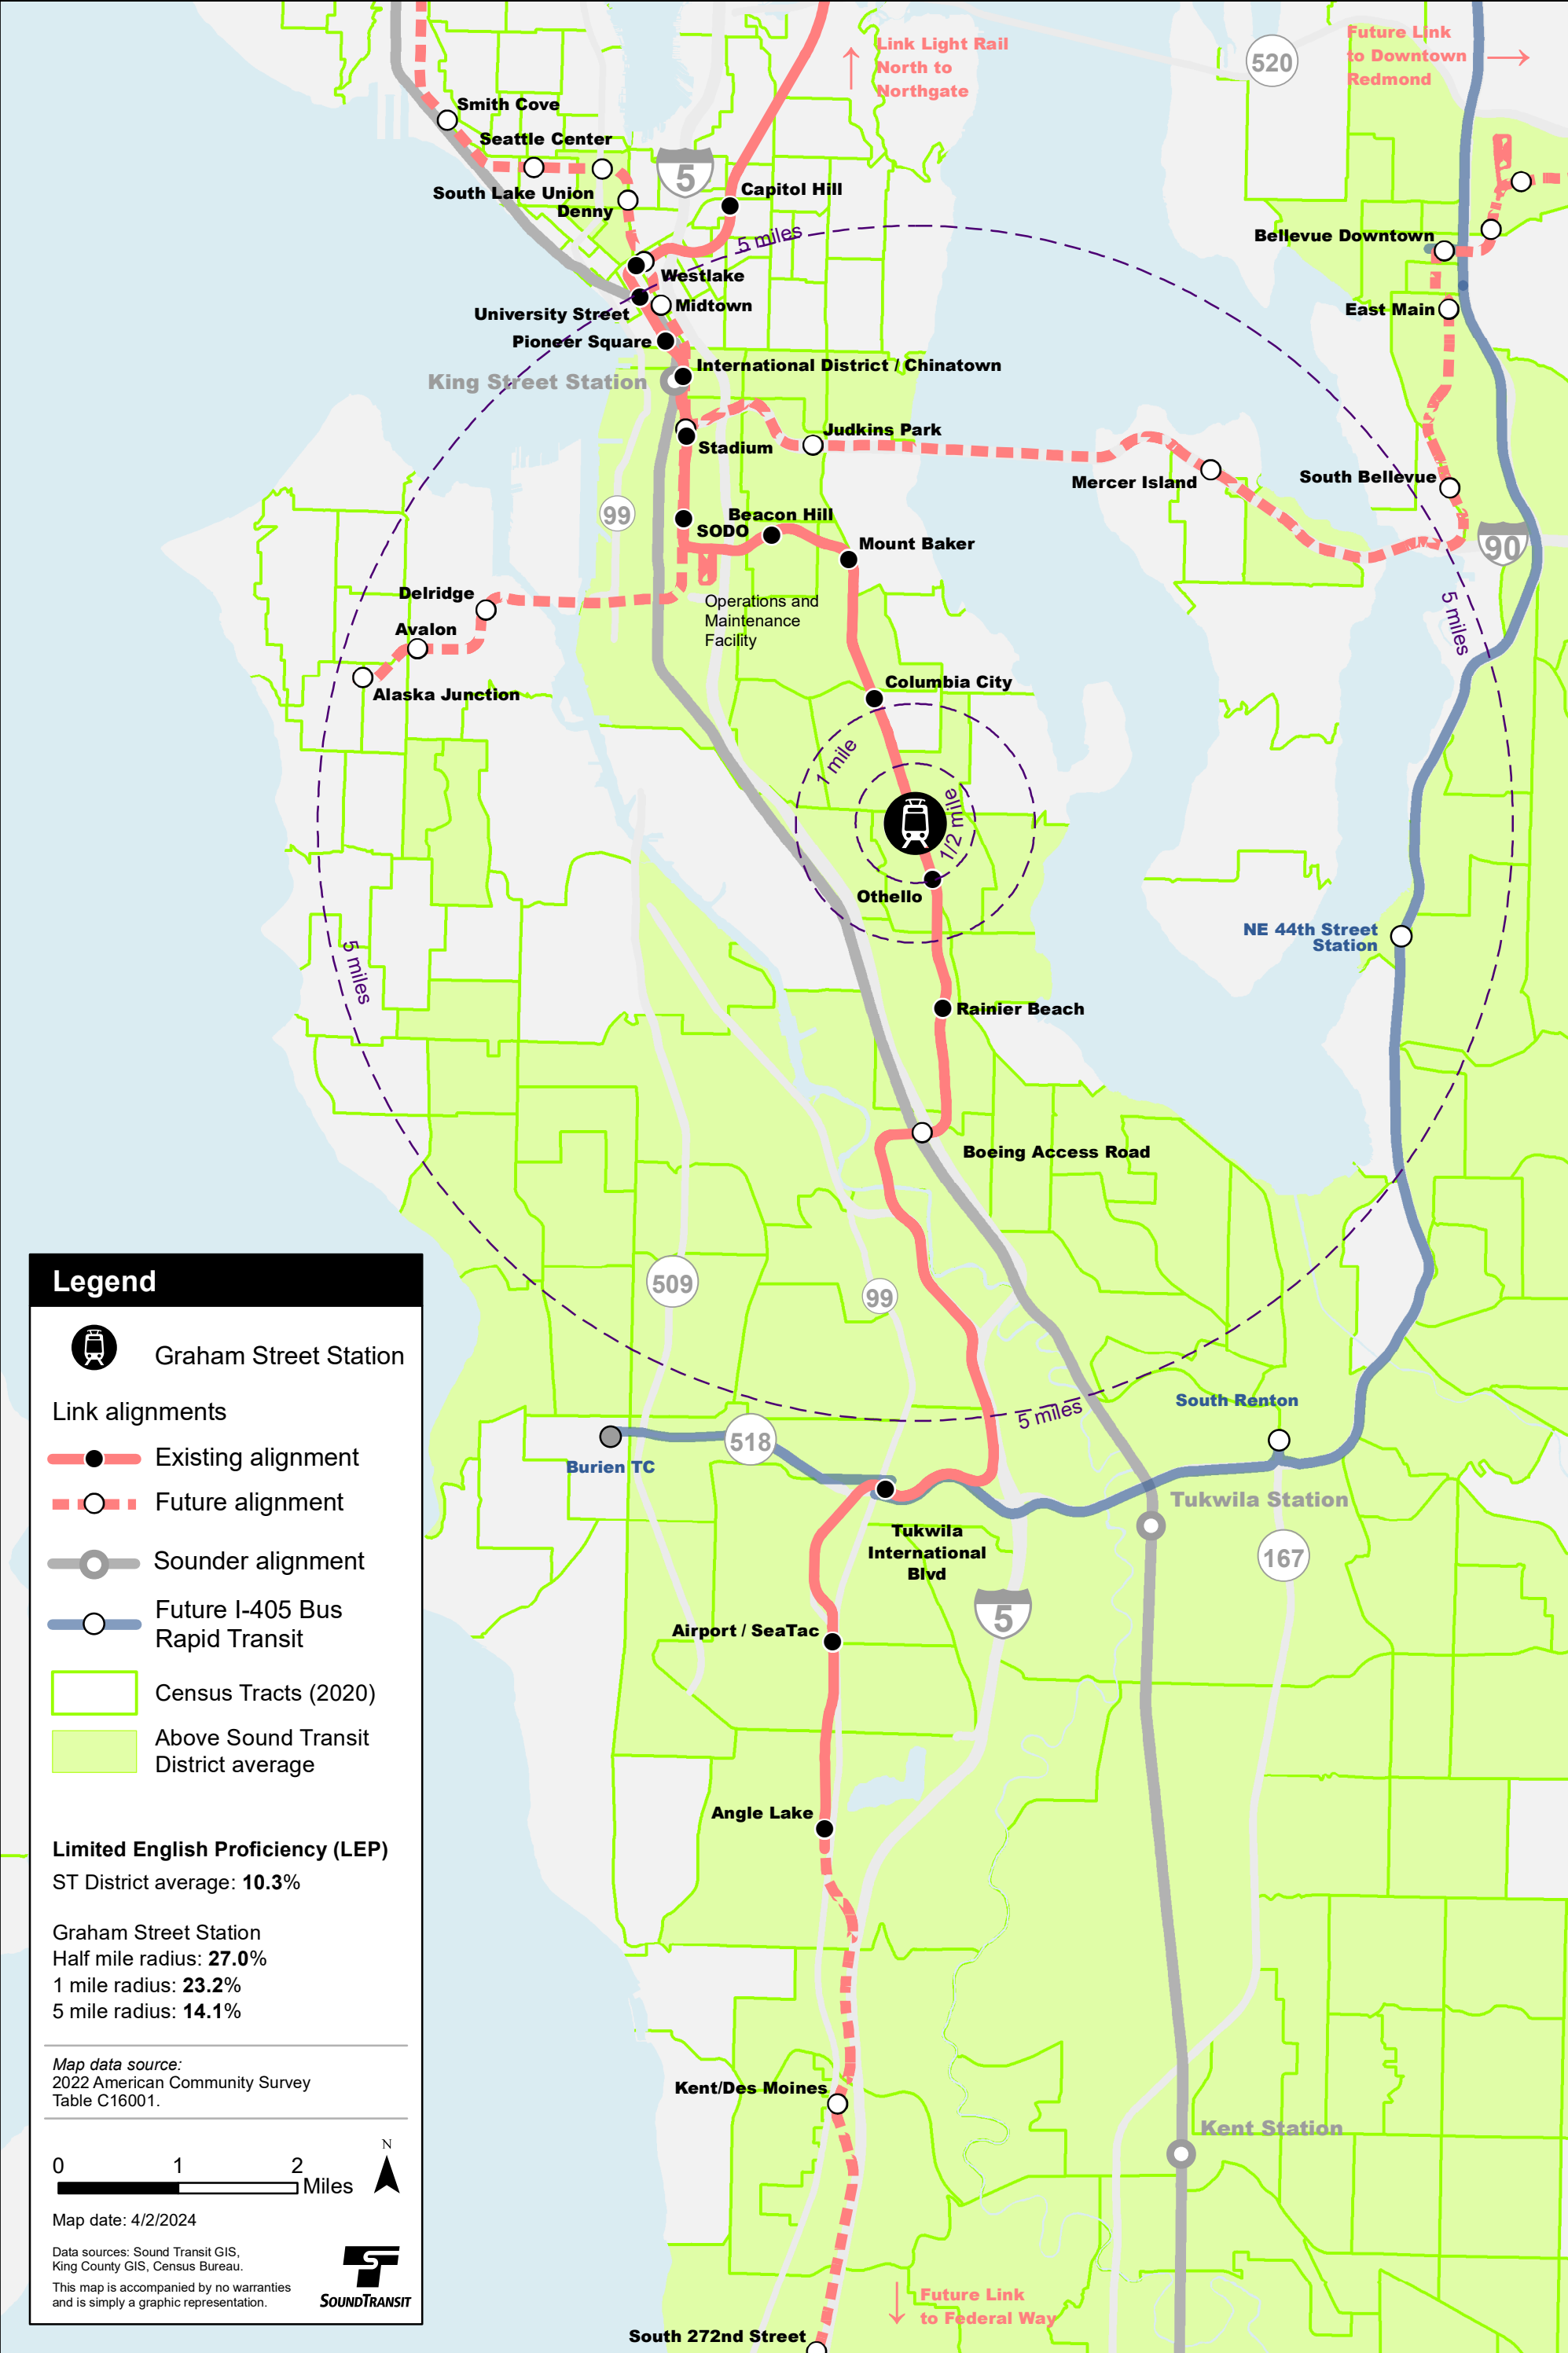 Link Light Rail
North to
Northgate
520
Future Link
to Downtown
Redmond
Smith Cove
Seattle Center
5
South Lake Union
Denny
Capitol Hill
5 miles
Bellevue Downtown
Westlake
Midtown
University Street
East Main
Pioneer Square
International District / Chinatown
King Street Station
Judkins Park
Stadium
Mercer Island
South Bellevue
99
Beacon Hill
SODO
Mount Baker
90
Delridge
Operations and
Maintenance
Facility
5 miles
Avalon
Alaska Junction
Columbia City
1 mile
1/2 mile
Othello
NE 44th Street
Station
5 miles
Rainier Beach
Boeing Access Road
509
99
5 miles
South Renton
518
Burien TC
Tukwila Station
Tukwila
International
Blvd
167
5
Airport / SeaTac
Angle Lake
Kent/Des Moines
Kent Station
Future Link
to Federal Way
South 272nd Street
Legend
Graham Street Station
Link alignments
Existing alignment
Future alignment
Sounder alignment
Future I-405 Bus
Rapid Transit
Census Tracts (2020)
Above Sound Transit
District average
Limited English Proficiency (LEP)
ST District average: 10.3%
Graham Street Station
Half mile radius: 27.0%
1 mile radius: 23.2%
5 mile radius: 14.1%
Map data source:
2022 American Community Survey
Table C16001.
N
0 1 2
Miles
Map date: 4/2/2024
Data sources: Sound Transit GIS,
King County GIS, Census Bureau.
This map is accompanied by no warranties
and is simply a graphic representation.
SOUNDTRANSIT